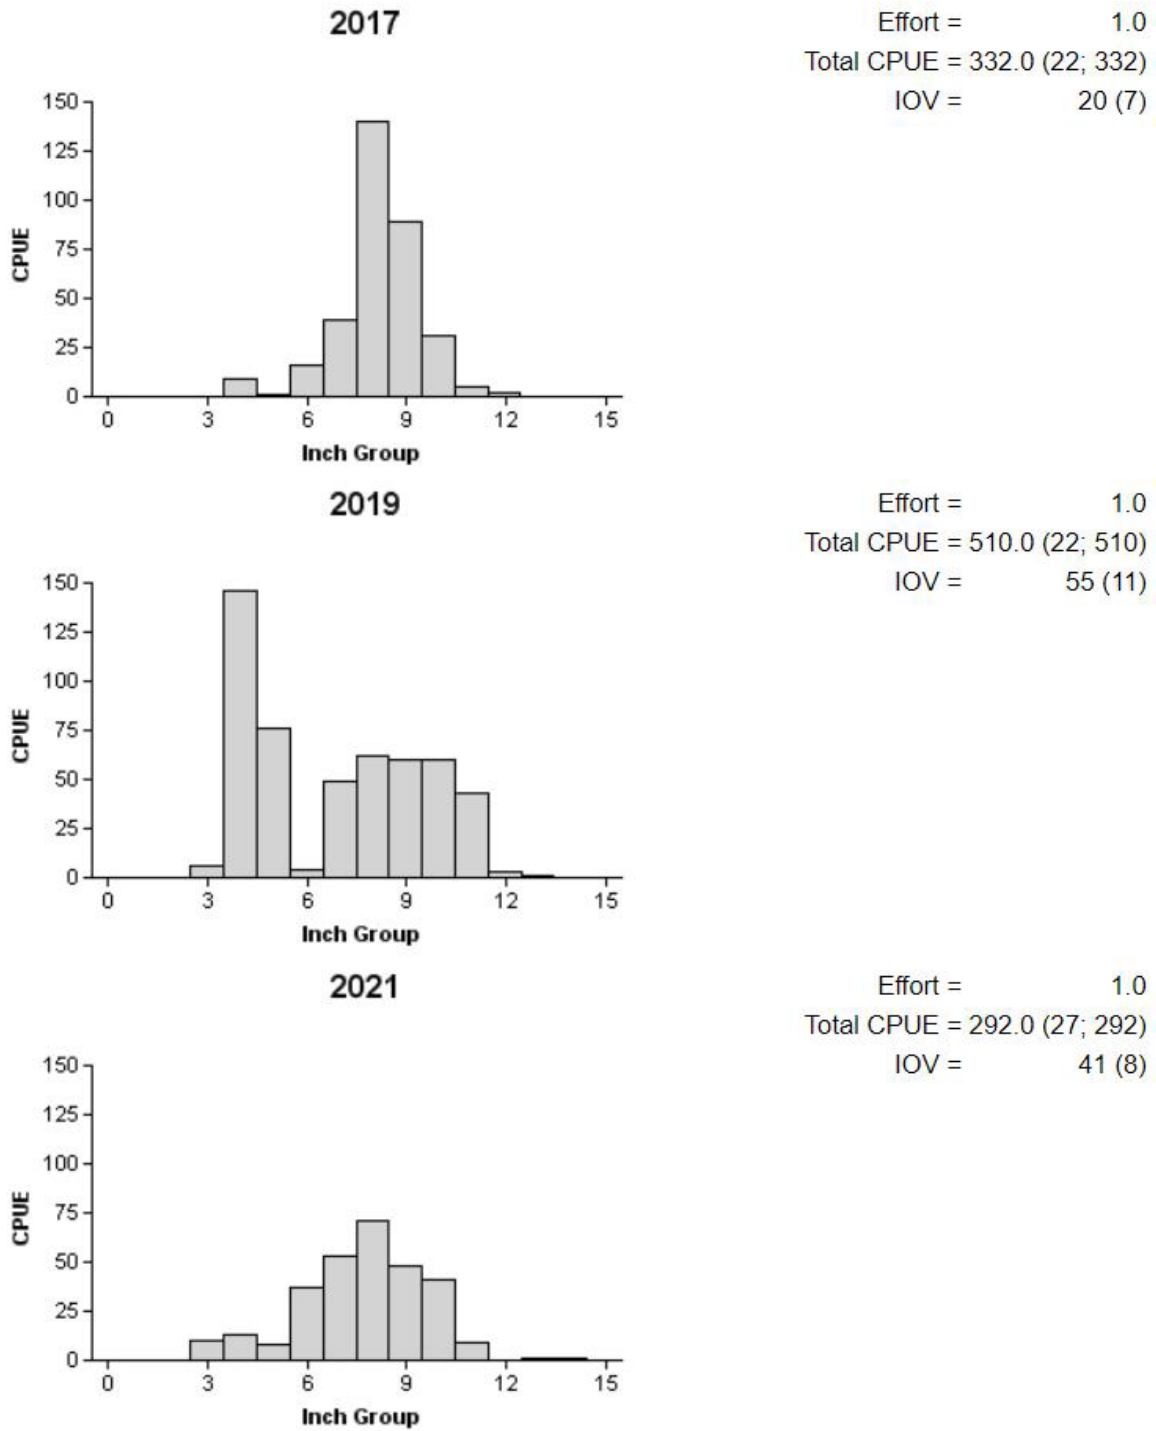 2017
Effort = 1.0
Total CPUE = 332.0 (22; 332)
IOV = 20 (7)
150
125
100
75
50
25
0
CPUE
0 3 6 9 12 15
Inch Group
2019
Effort = 1.0
Total CPUE = 510.0 (22; 510)
IOV = 55 (11)
150
125
100
75
50
25
0
CPUE
0 3 6 9 12 15
Inch Group
2021
Effort = 1.0
Total CPUE = 292.0 (27; 292)
IOV = 41 (8)
150
125
100
75
50
25
0
CPUE
0 3 6 9 12 15
Inch Group